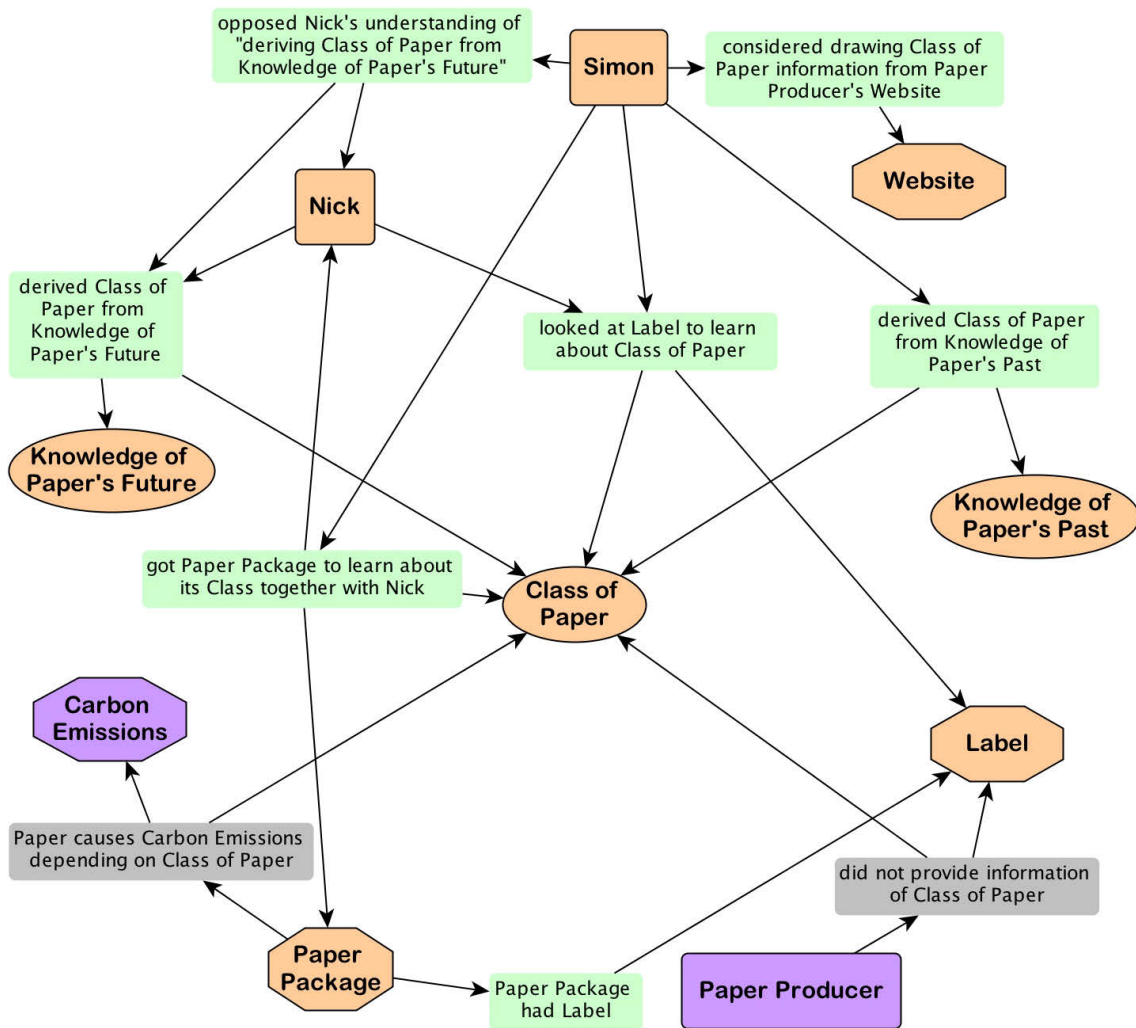 opposed Nick's understanding of
"deriving Class of Paper from
Knowledge of Paper's Future"
Simon
considered drawing Class of
Paper information from Paper
Producer's Website
Website
Nick
derived Class of
Paper from
Knowledge of
Paper's Future
looked at Label to learn
about Class of Paper
derived Class of Paper
from Knowledge of
Paper's Past
Knowledge of
Paper's Future
Knowledge of
Paper's Past
got Paper Package to learn about
its Class together with Nick
Class of
Paper
Carbon
Emissions
Label
Paper causes Carbon Emissions
depending on Class of Paper
did not provide information
of Class of Paper
Paper
Package
Paper Package
had Label
Paper Producer